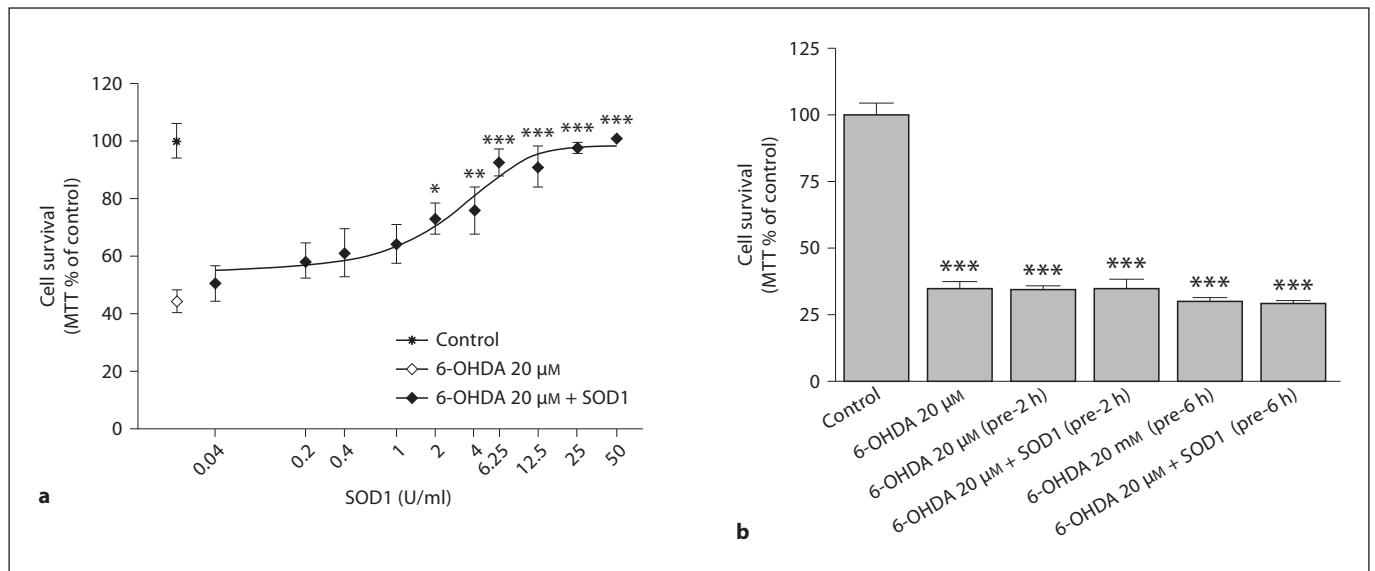 120
100
80
60
40
20
0
Cell survival
(MTT % of control)
*
**
***
***
***
***
Control
6-OHDA 20 μM
6-OHDA 20 μM + SOD1
0.04
0.2
0.4
1
2
4
6.25
12.5
25
50
SOD1 (U/ml)
a
125
100
75
50
25
0
Cell survival
(MTT % of control)
***
***
***
***
***
Control
6-OHDA 20 μM
6-OHDA 20 μM (pre-2 h)
6-OHDA 20 μM + SOD1 (pre-2 h)
6-OHDA 20 mM (pre-6 h)
6-OHDA 20 μM + SOD1 (pre-6 h)
b